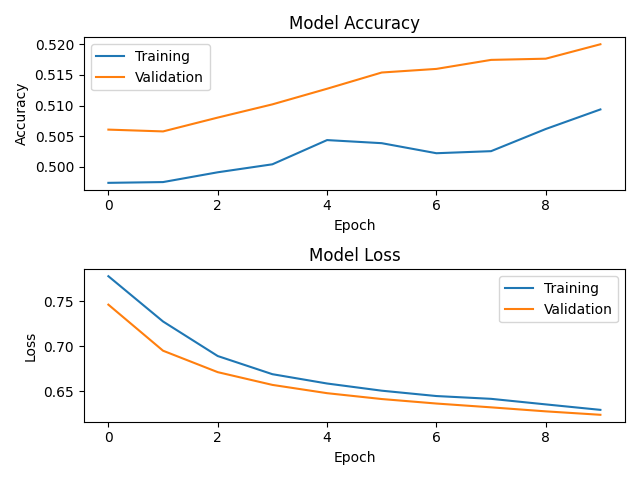 Model Accuracy
Training
Validation
0.520
0.515
0.510
0.505
0.500
Accuracy
0 2 4 6 8
Epoch
Model Loss
Training
Validation
0.75
0.70
0.65
Loss
0 2 4 6 8
Epoch